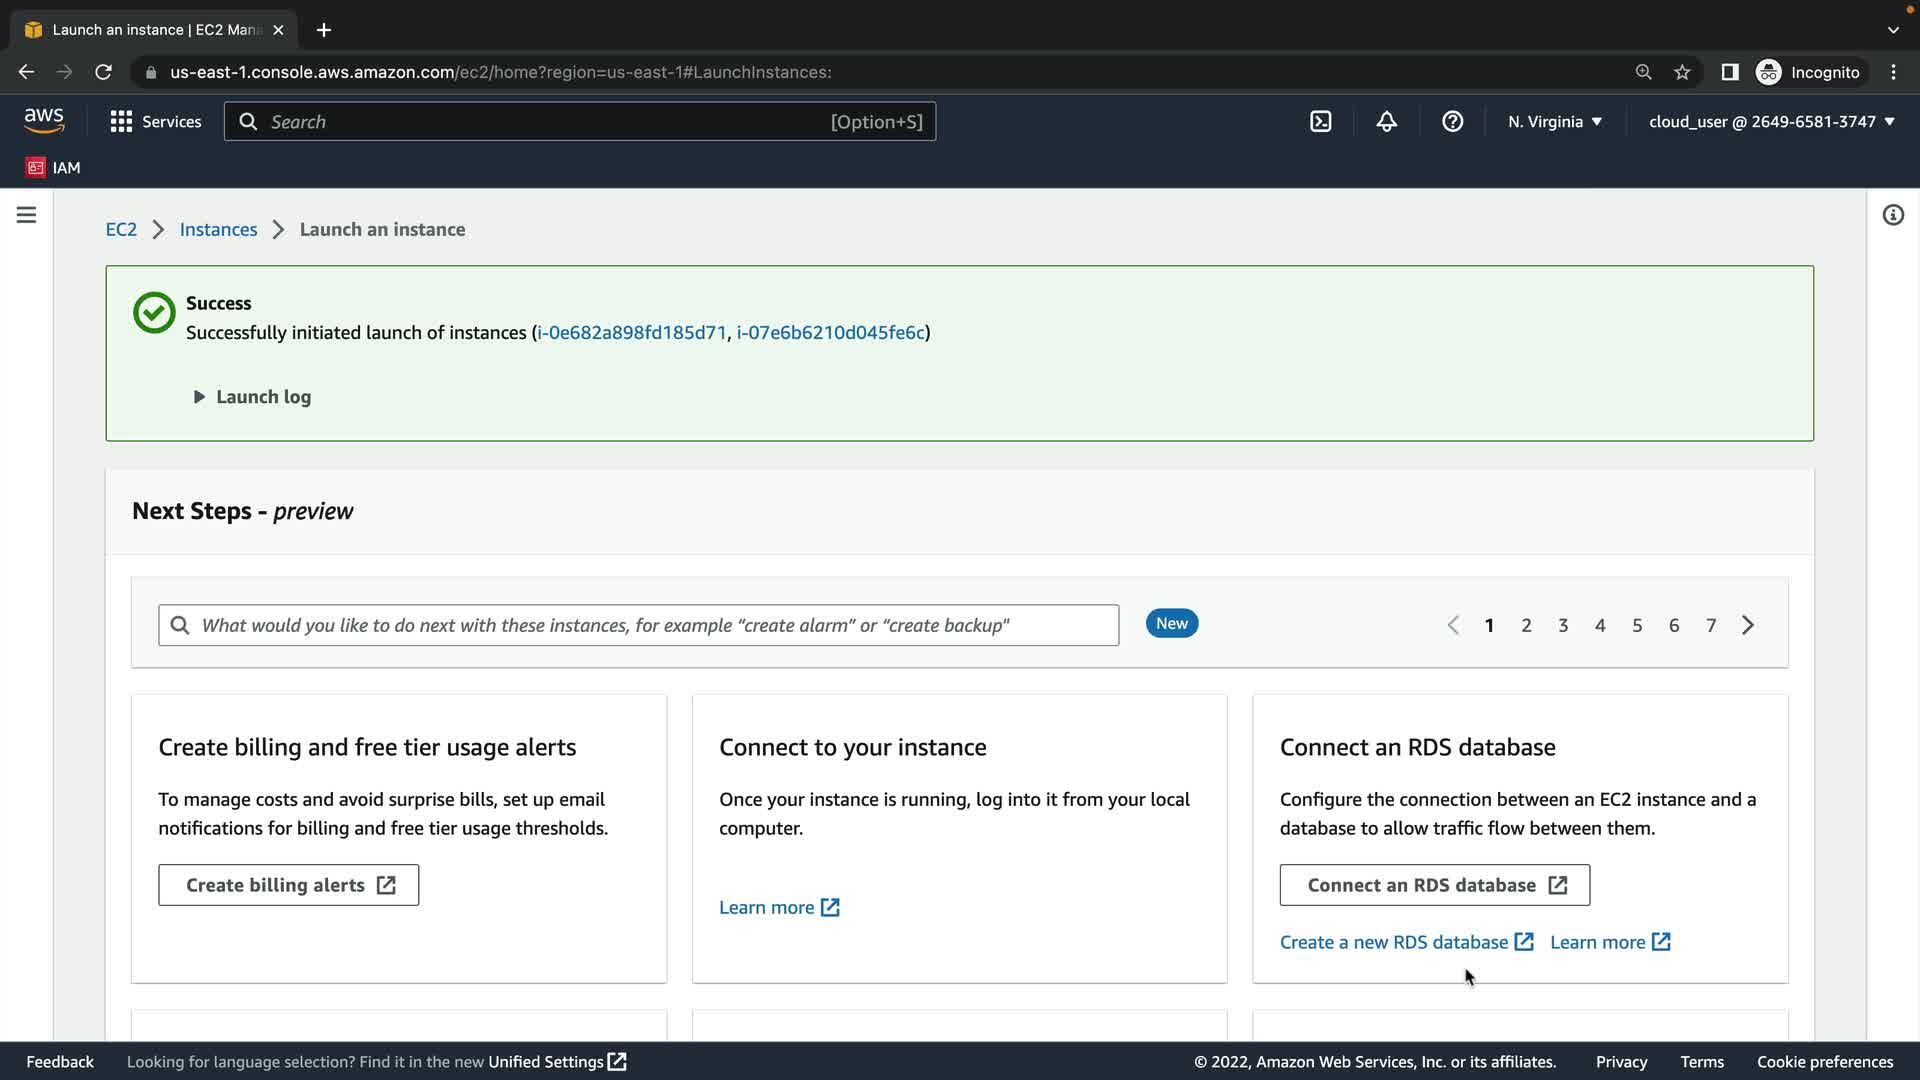 Launch an instance | EC2 Mana
us-east-1.console.aws.amazon.com/ec2/home?region=us-east-1#LaunchInstances:
Incognito
aws
Services
Search
[Option+S]
N. Virginia
cloud_user @ 2649-6581-3747
IAM
EC2
Instances
Launch an instance
Success
Successfully initiated launch of instances (i-0e682a898fd185d71, i-07e6b6210d045fe6c)
Launch log
Next Steps - preview
What would you like to do next with these instances, for example “create alarm” or “create backup"
New
1 2 3 4 5 6 7
Create billing and free tier usage alerts
To manage costs and avoid surprise bills, set up email
notifications for billing and free tier usage thresholds.
Create billing alerts
Connect to your instance
Once your instance is running, log into it from your local
computer.
Learn more
Connect an RDS database
Configure the connection between an EC2 instance and a
database to allow traffic flow between them.
Connect an RDS database
Create a new RDS database
Learn more
Feedback
Looking for language selection? Find it in the new Unified Settings
© 2022, Amazon Web Services, Inc. or its affiliates.
Privacy
Terms
Cookie preferences